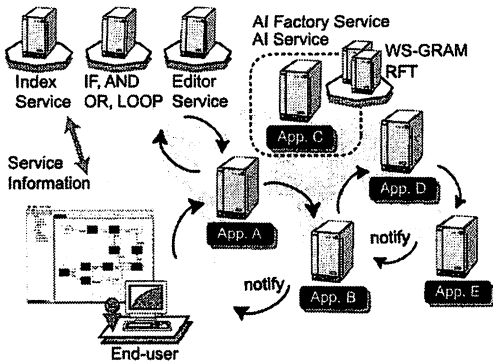 AI Factory Service
AI Service
WS-GRAM
RFT
Index
Service
IF, AND
OR, LOOP
Editor
Service
App. C
Service
Information
App. D
App. A
notify
App. B
App. E
notify
End-user